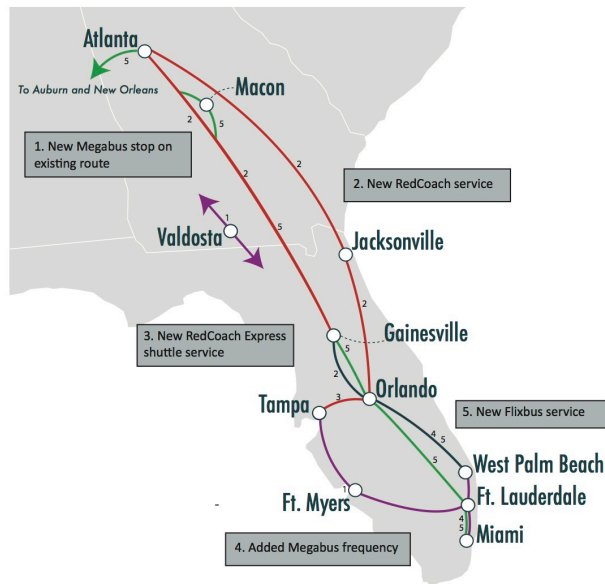 Atlanta
5
To Auburn and New Orleans
Macon
2
5
1. New Megabus stop on
existing route
2
2
2. New RedCoach service
1
Valdosta
5
Jacksonville
2
3. New RedCoach Express
shuttle service
Gainesville
5
2
Orlando
3
Tampa
5. New Flixbus service
4
5
5
West Palm Beach
1
Ft. Myers
Ft. Lauderdale
4
5
Miami
4. Added Megabus frequency